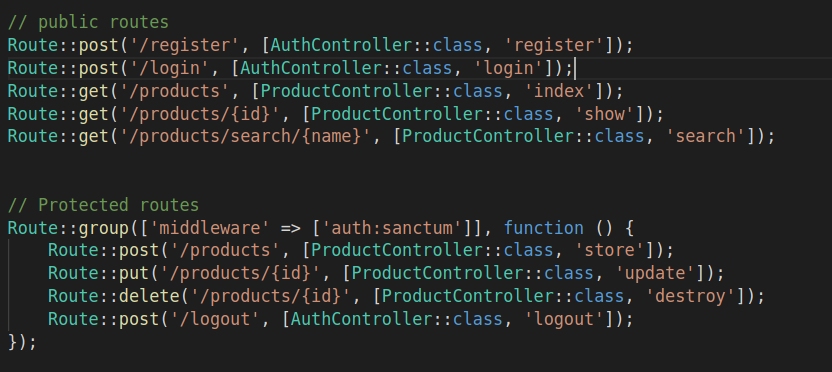 // public routes
Route::post('/register', [AuthController::class, 'register']);
Route::post('/login', [AuthController::class, 'login']);
Route::get('/products', [ProductController::class, 'index']);
Route::get('/products/{id}', [ProductController::class, 'show']);
Route::get('/products/search/{name}', [ProductController::class, 'search']);
// Protected routes
Route::group(['middleware' => ['auth:sanctum']], function () {
    Route::post('/products', [ProductController::class, 'store']);
    Route::put('/products/{id}', [ProductController::class, 'update']);
    Route::delete('/products/{id}', [ProductController::class, 'destroy']);
    Route::post('/logout', [AuthController::class, 'logout']);
});